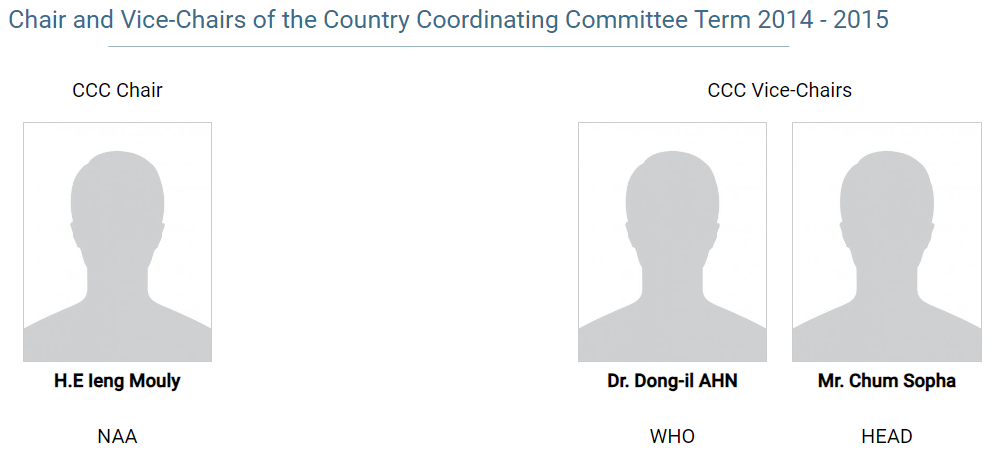 Chair and Vice-Chairs of the Country Coordinating Committee Term 2014 - 2015
CCC Chair
CCC Vice-Chairs
H.E Ieng Mouly
Dr. Dong-il AHN
Mr. Chum Sopha
NAA
WHO
HEAD